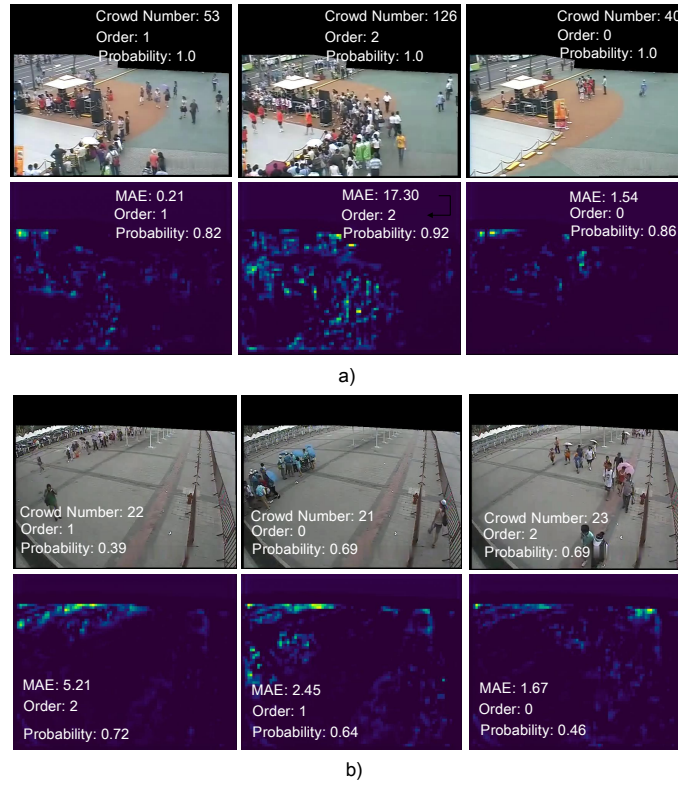 Crowd Number: 53
Order: 1
Probability: 1.0
Crowd Number: 126
Order: 2
Probability: 1.0
Crowd Number: 40
Order: 0
Probability: 1.0
MAE: 0.21
Order: 1
Probability: 0.82
MAE: 17.30
Order: 2
Probability: 0.92
MAE: 1.54
Order: 0
Probability: 0.86
a)
Crowd Number: 22
Order: 1
Probability: 0.39
Crowd Number: 21
Order: 0
Probability: 0.69
Crowd Number: 23
Order: 2
Probability: 0.69
MAE: 5.21
Order: 2
Probability: 0.72
MAE: 2.45
Order: 1
Probability: 0.64
MAE: 1.67
Order: 0
Probability: 0.46
b)